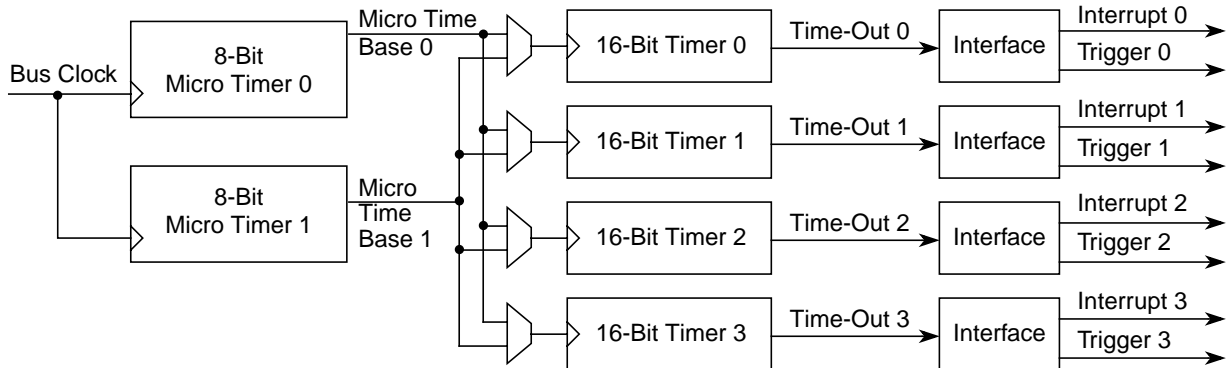 Bus Clock
8-Bit
Micro Timer 0
Micro Time
Base 0
16-Bit Timer 0
Time-Out 0
Interface
Interrupt 0
Trigger 0
16-Bit Timer 1
Time-Out 1
Interface
Interrupt 1
Trigger 1
8-Bit
Micro Timer 1
Micro
Time
Base 1
16-Bit Timer 2
Time-Out 2
Interface
Interrupt 2
Trigger 2
16-Bit Timer 3
Time-Out 3
Interface
Interrupt 3
Trigger 3